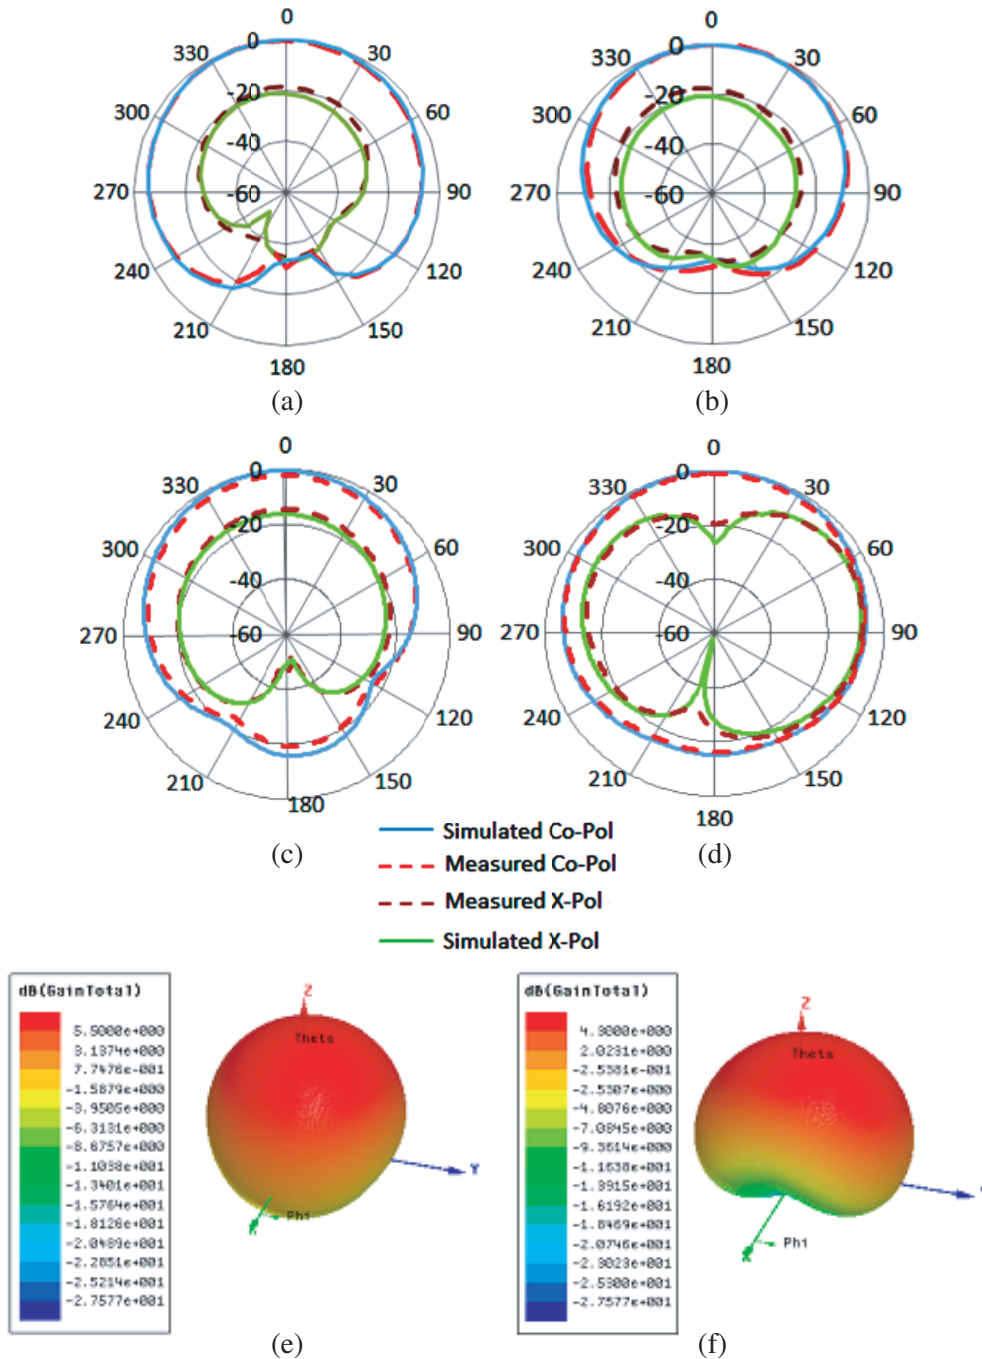 0
0
330
30
300
-20
60
-40
270
-60
90
240
120
210
150
180
(a)
0
0
330
30
300
-20
60
-40
270
-60
90
240
120
210
150
180
(b)
0
0
330
30
300
-20
60
-40
270
-60
90
240
120
210
150
180
(c)
0
0
330
30
300
-20
60
-40
270
-60
90
240
120
210
150
180
(d)
Simulated Co-Pol
Measured Co-Pol
Measured X-Pol
Simulated X-Pol
dB(GainTotal)
5.5000e+000
3.1374e+000
7.7476e-001
-1.5879e+000
-3.9505e+000
-6.3131e+000
-8.6757e+000
-1.1038e+001
-1.3401e+001
-1.5764e+001
-1.8126e+001
-2.0489e+001
-2.2851e+001
-2.5214e+001
-2.7577e+001
Z
Theta
Y
Phi
X
(e)
dB(GainTotal)
4.3000e+000
2.0231e+000
-2.5381e-001
-2.5307e+000
-4.8076e+000
-7.0845e+000
-9.3614e+000
-1.1638e+001
-1.3915e+001
-1.6192e+001
-1.8469e+001
-2.0746e+001
-2.3023e+001
-2.5300e+001
-2.7577e+001
Z
Theta
Phi
X
(f)